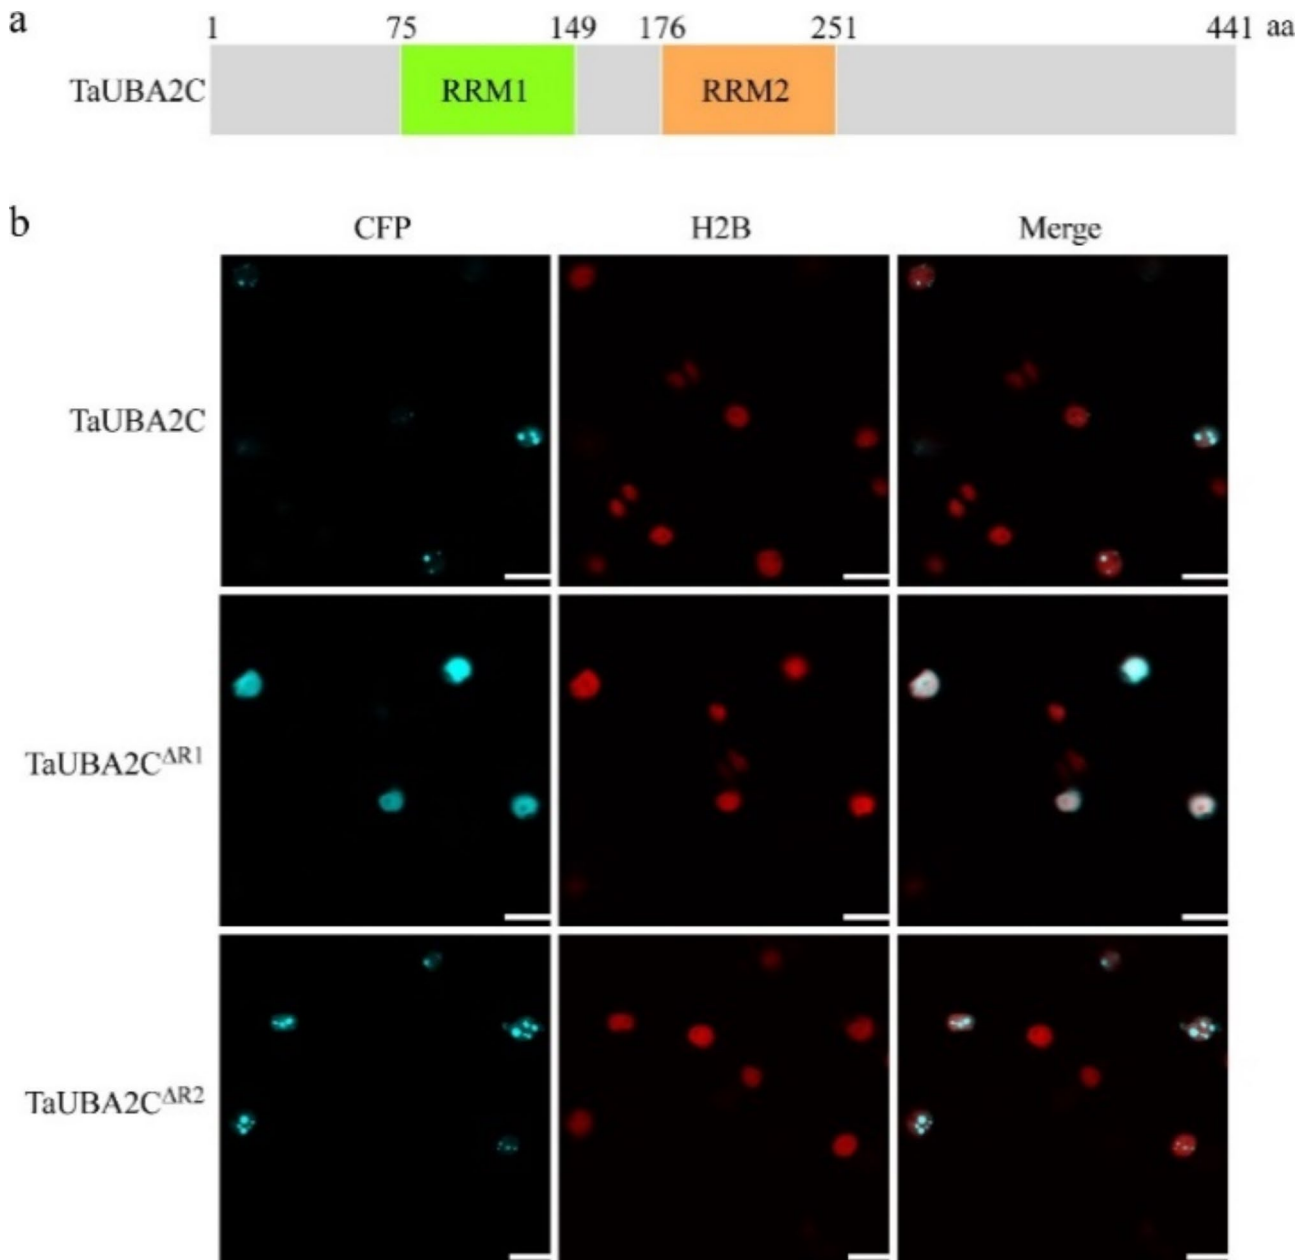 a
1 75 149 176 251 441 aa
TaUBA2C RRM1 RRM2
b
CFP H2B Merge
TaUBA2C
TaUBA2C^ΔR1
TaUBA2C^ΔR2